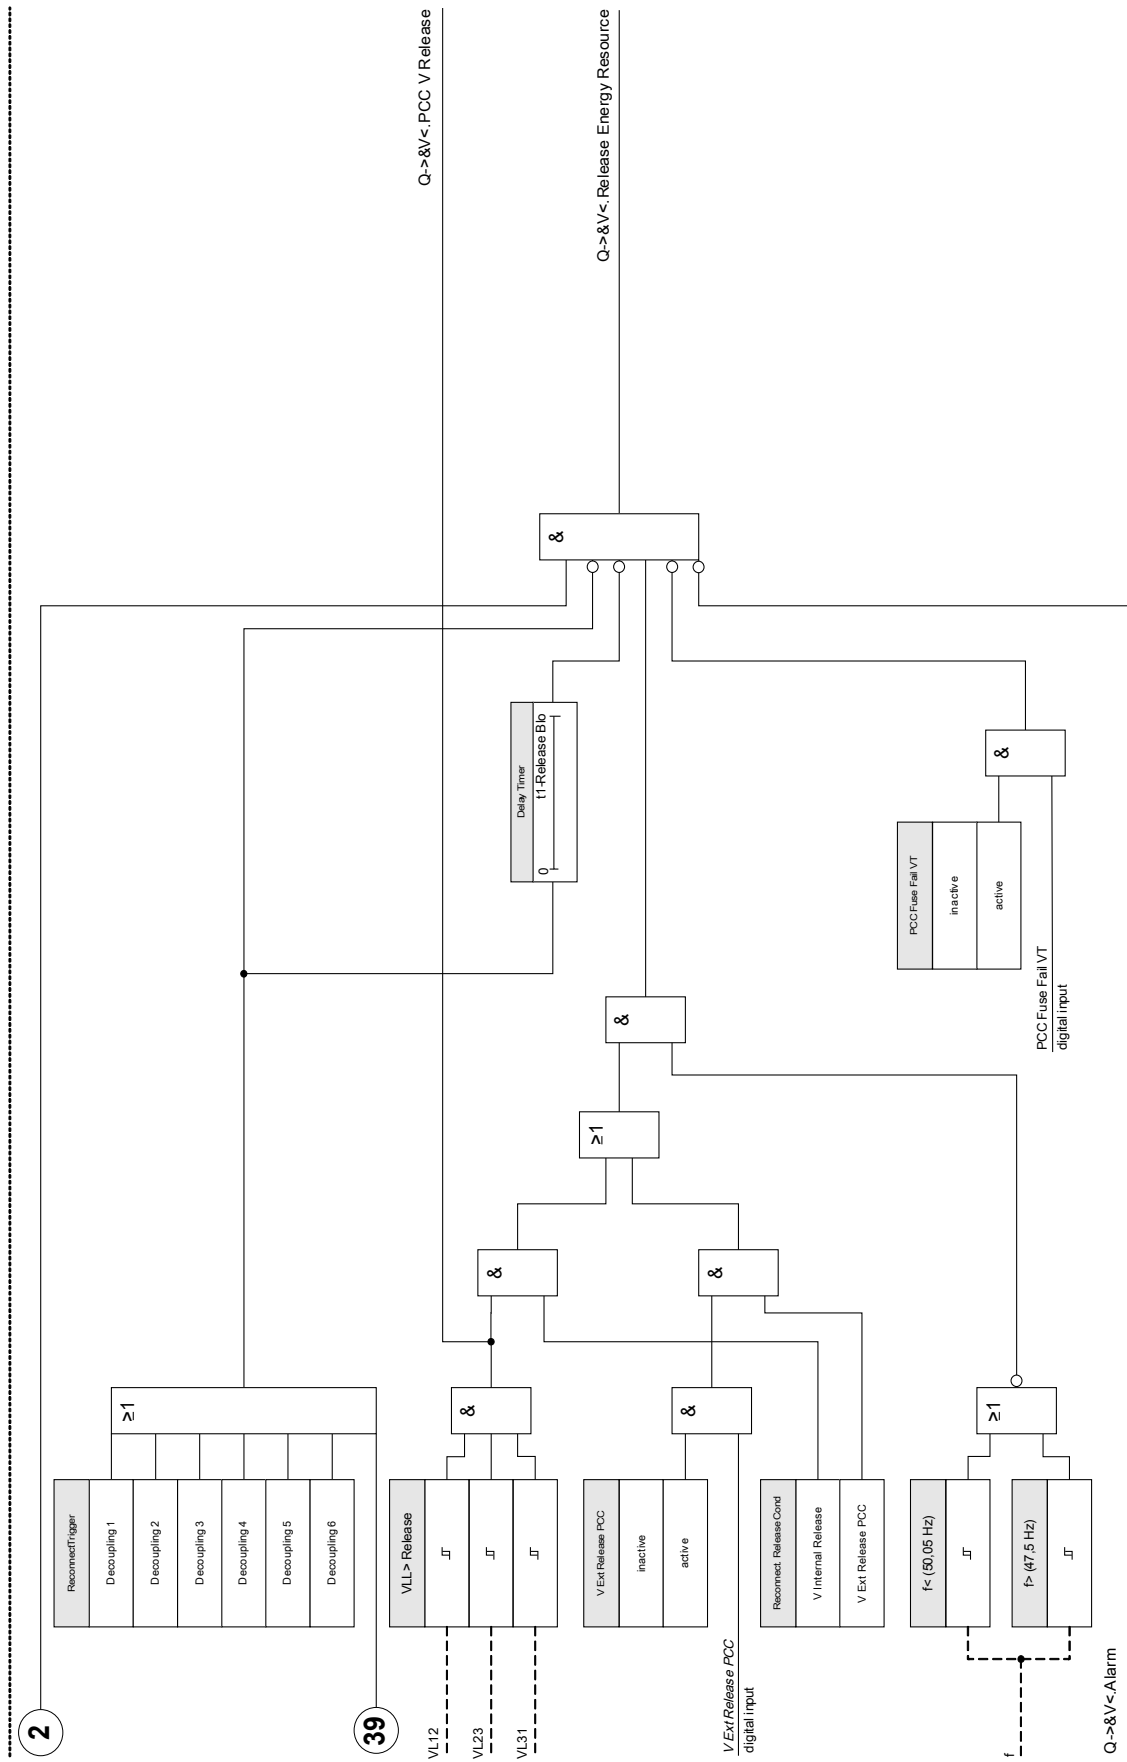 2
ReconnectTrigger
Decoupling 1
Decoupling 2
Decoupling 3
Decoupling 4
Decoupling 5
Decoupling 6
≥1
39
Q->&V<.PCC V Release
Q->&V<.Release Energy Resource
&
Delay Timer
0
t1-Release Blo
VLL> Release
VL12
VL23
VL31
&
&
V Ext Release PCC
inactive
active
V Ext Release PCC
digital input
&
&
≥1
&
Reconnect. Release Cond
V Internal Release
V Ext Release PCC
PCC Fuse Fail VT
inactive
active
PCC Fuse Fail VT
digital input
&
f< (50,05 Hz)
f> (47,5 Hz)
≥1
f
Q->&V<.Alarm